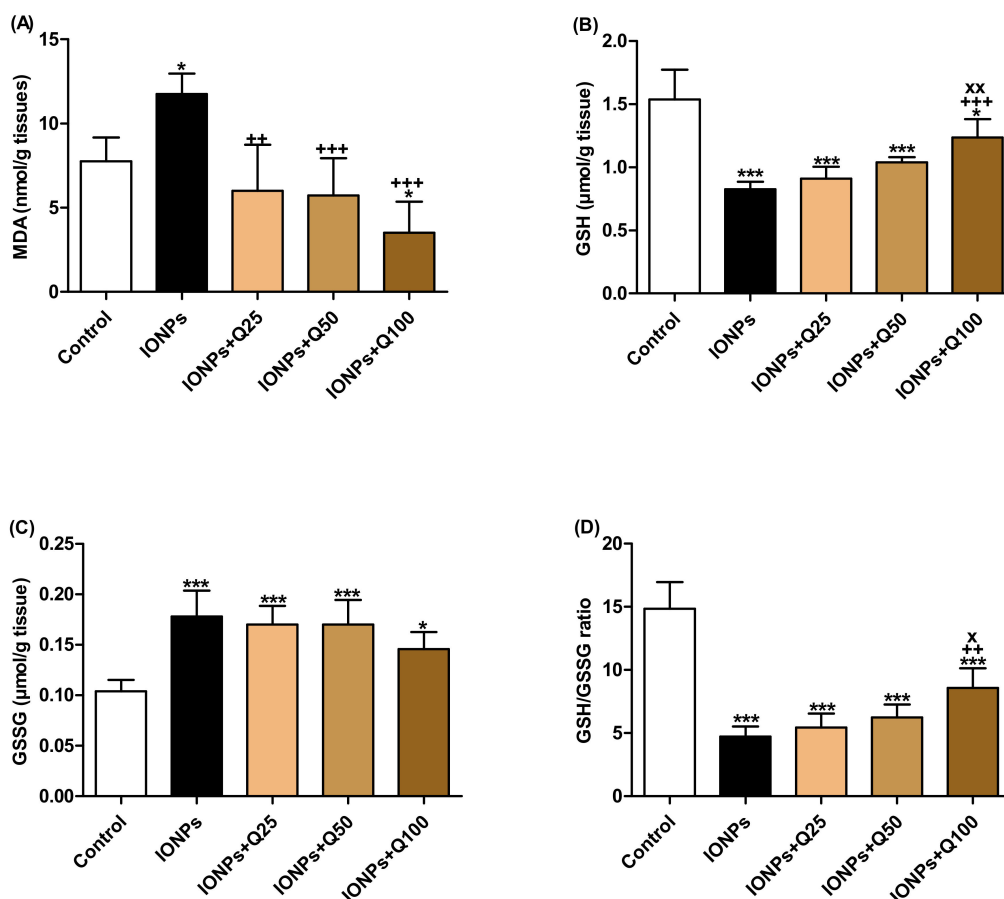 (A)
MDA (nmol/g tissues)
15
10
5
0
*
++
+++
+++
*
Control
IONPs
IONPs+Q25
IONPs+Q50
IONPs+Q100
(B)
GSH (µmol/g tissue)
2.0
1.5
1.0
0.5
0.0
***
***
***
xx
+++
*
Control
IONPs
IONPs+Q25
IONPs+Q50
IONPs+Q100
(C)
GSSG (µmol/g tissue)
0.25
0.20
0.15
0.10
0.05
0.00
***
***
***
*
Control
IONPs
IONPs+Q25
IONPs+Q50
IONPs+Q100
(D)
GSH/GSSG ratio
20
15
10
5
0
***
***
***
x
++
***
Control
IONPs
IONPs+Q25
IONPs+Q50
IONPs+Q100